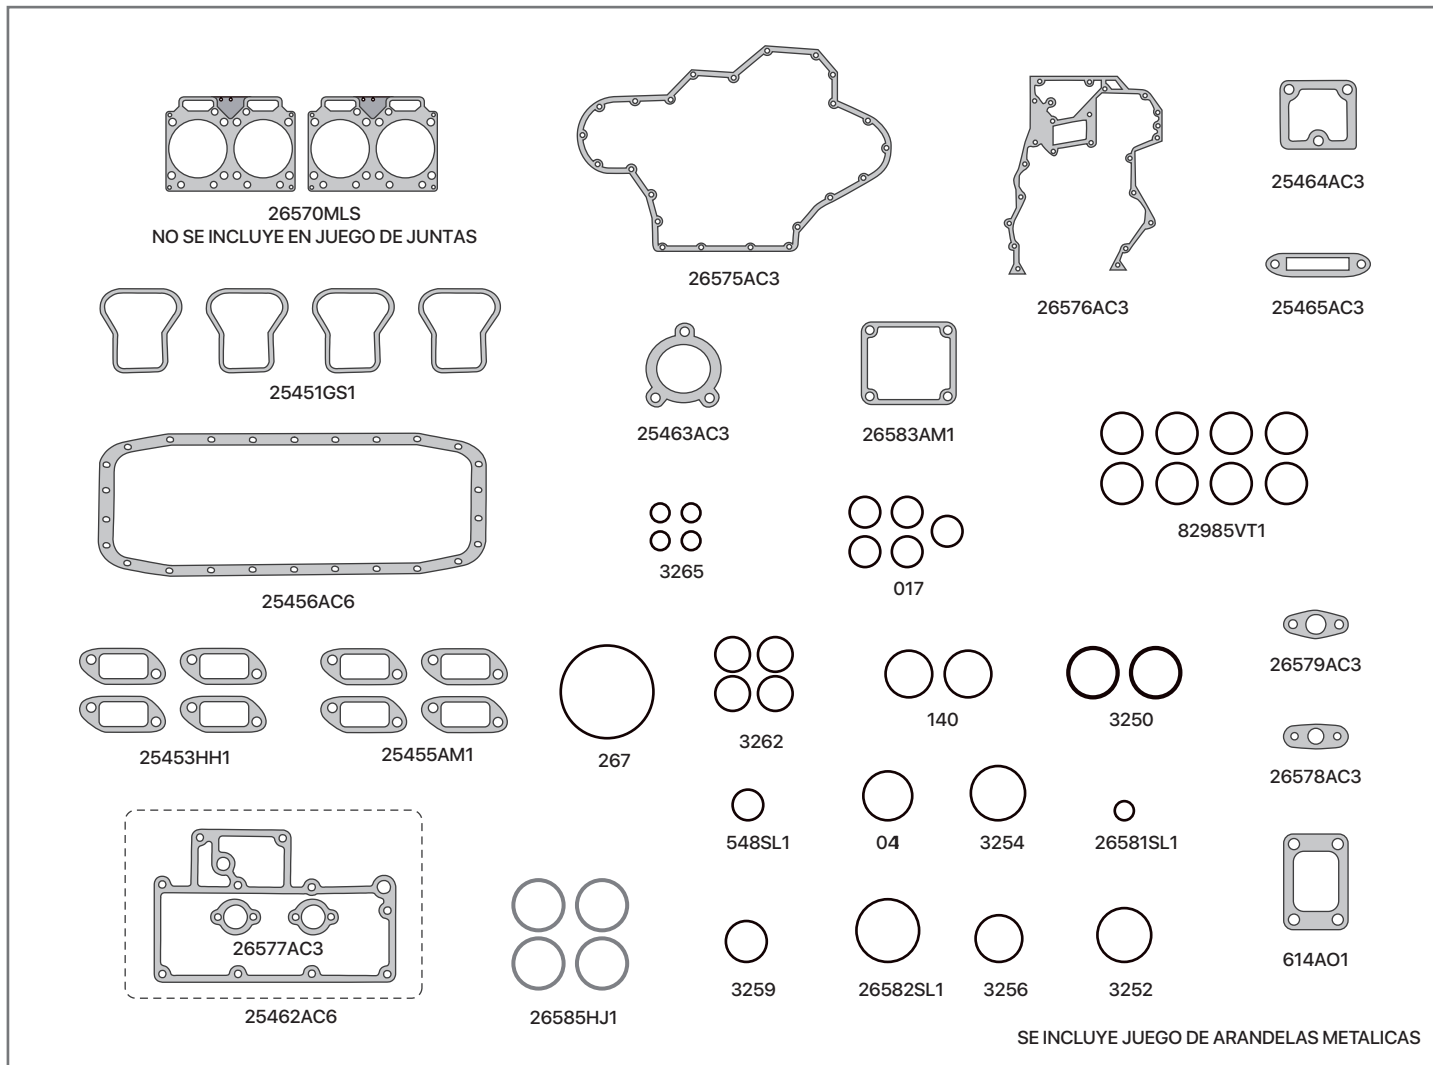 26570MLS
NO SE INCLUYE EN JUEGO DE JUNTAS
26575AC3
26576AC3
25464AC3
25465AC3
25451GS1
25463AC3
26583AM1
82985VT1
25456AC6
3265
017
26579AC3
25453HH1
25455AM1
267
3262
140
3250
26578AC3
548SL1
041
3254
26581SL1
26577AC3
25462AC6
26585HJ1
3259
26582SL1
3256
3252
614AO1
SE INCLUYE JUEGO DE ARANDELAS METALICAS